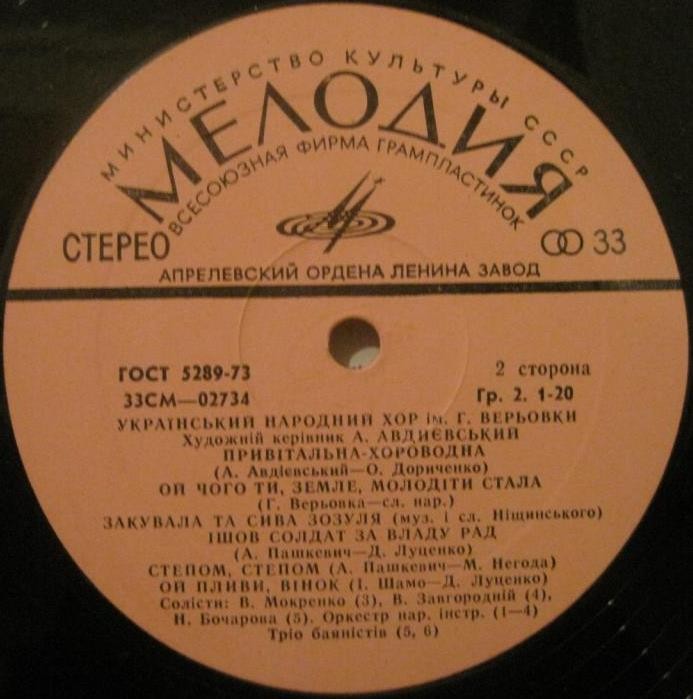 МИНИСТЕРСТВО КУЛЬТУРЫ СССР
МЕЛОДИЯ
ВСЕСОЮЗНАЯ ФИРМА ГРАМПЛАСТИНОК
СТЕРЕО
33
АПРЕЛЕВСКИЙ ОРДЕНА ЛЕНИНА ЗАВОД
ГОСТ 5289-73
2 сторона
33СМ—02734
Гр. 2. 1-20
УКРАЇНСЬКИЙ НАРОДНИЙ ХОР ім. Г. ВЕРЬОВКИ
Художній керівник А. АВДИЄВСЬКИЙ
ПРИВІТАЛЬНА-ХОРОВОДНА
(А. Авдієвський—О. Доріченко)
ОЙ ЧОГО ТИ, ЗЕМЛЕ, МОЛОДІТИ СТАЛА
(Г. Верьовка—сл. нар.)
ЗАКУВАЛА ТА СИВА ЗОЗУЛЯ (муз. і сл. Ніщинського)
ІШОВ СОЛДАТ ЗА ВЛАДУ РАД
(А. Пашкевич—Д. Луценко)
СТЕПОМ, СТЕПОМ (А. Пашкевич—М. Негода)
ОЙ ПЛИВИ, ВІНОК (І. Шамо—Д. Луценко)
Солісти: В. Мокренко (3), В. Завгородній (4),
Н. Бочарова (5). Оркестр нар. інстр. (1—4)
Тріо баяністів (5, 6)